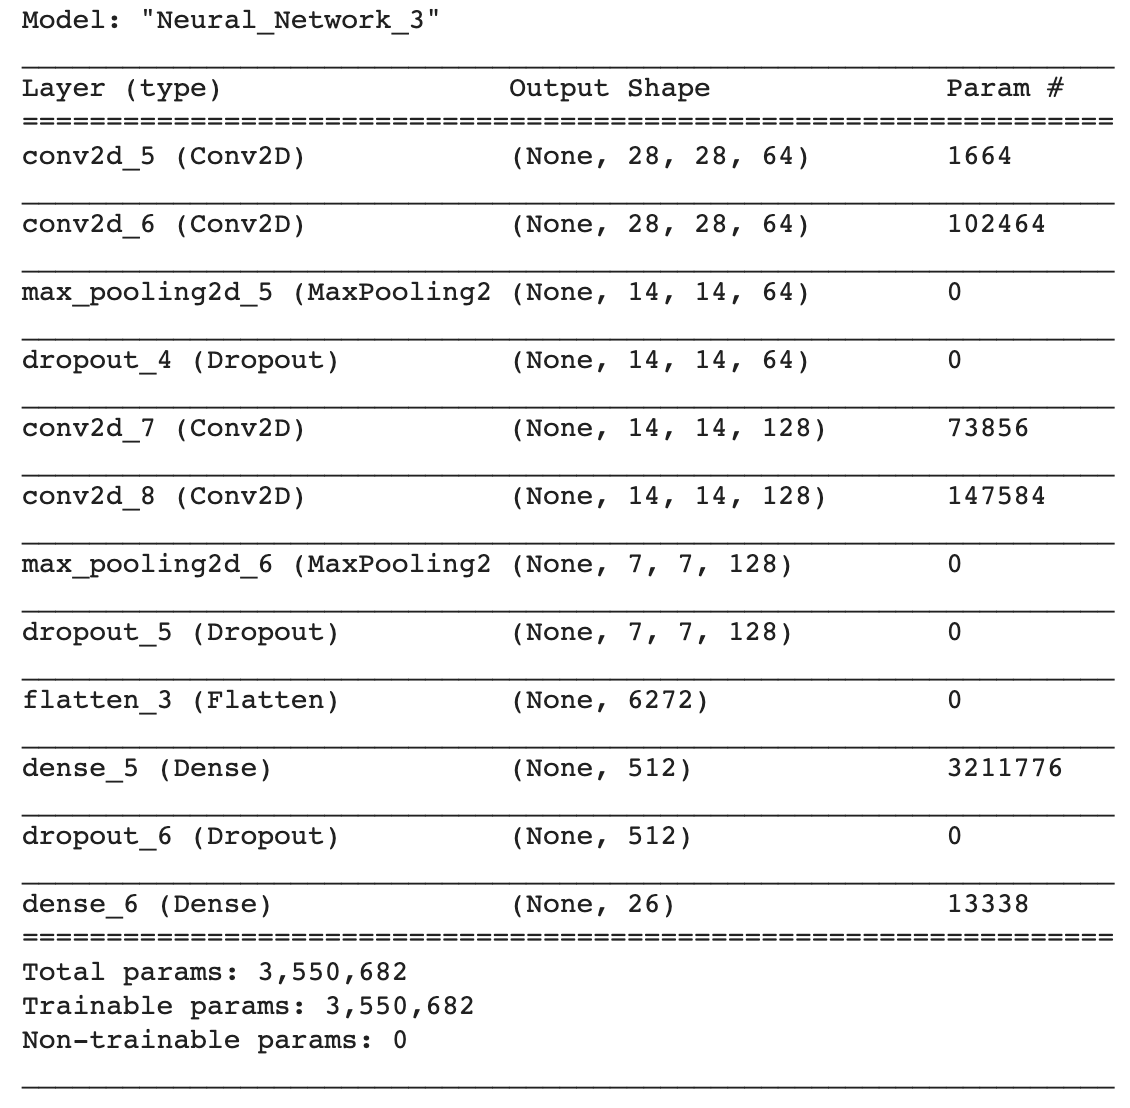 Model: "Neural_Network_3"
Layer (type) Output Shape Param #
=================================================================
conv2d_5 (Conv2D) (None, 28, 28, 64) 1664
conv2d_6 (Conv2D) (None, 28, 28, 64) 102464
max_pooling2d_5 (MaxPooling2 (None, 14, 14, 64) 0
dropout_4 (Dropout) (None, 14, 14, 64) 0
conv2d_7 (Conv2D) (None, 14, 14, 128) 73856
conv2d_8 (Conv2D) (None, 14, 14, 128) 147584
max_pooling2d_6 (MaxPooling2 (None, 7, 7, 128) 0
dropout_5 (Dropout) (None, 7, 7, 128) 0
flatten_3 (Flatten) (None, 6272) 0
dense_5 (Dense) (None, 512) 3211776
dropout_6 (Dropout) (None, 512) 0
dense_6 (Dense) (None, 26) 13338
=================================================================
Total params: 3,550,682
Trainable params: 3,550,682
Non-trainable params: 0